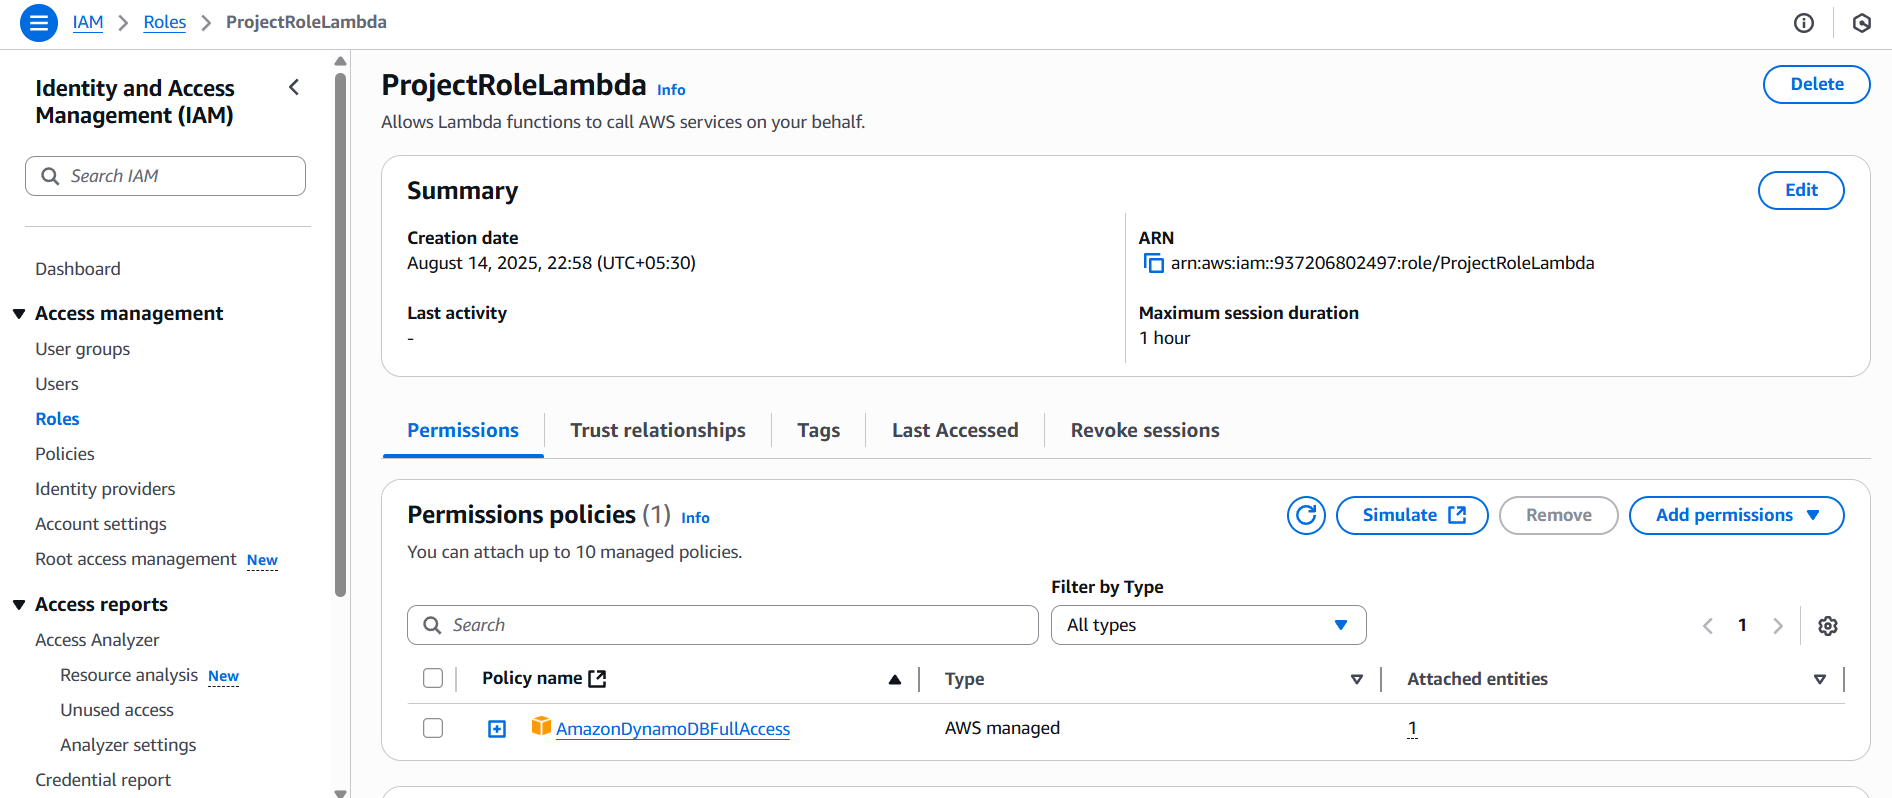 IAM > Roles > ProjectRoleLambda
Identity and Access
Management (IAM)
Search IAM
Dashboard
Access management
User groups
Users
Roles
Policies
Identity providers
Account settings
Root access management New
Access reports
Access Analyzer
Resource analysis New
Unused access
Analyzer settings
Credential report
ProjectRoleLambda Info
Delete
Allows Lambda functions to call AWS services on your behalf.
Summary
Edit
Creation date
August 14, 2025, 22:58 (UTC+05:30)
ARN
arn:aws:iam::937206802497:role/ProjectRoleLambda
Last activity
-
Maximum session duration
1 hour
Permissions
Trust relationships
Tags
Last Accessed
Revoke sessions
Permissions policies (1) Info
Simulate
Remove
Add permissions
You can attach up to 10 managed policies.
Filter by Type
Search
All types
1
Policy name
Type
Attached entities
AmazonDynamoDBFullAccess
AWS managed
1